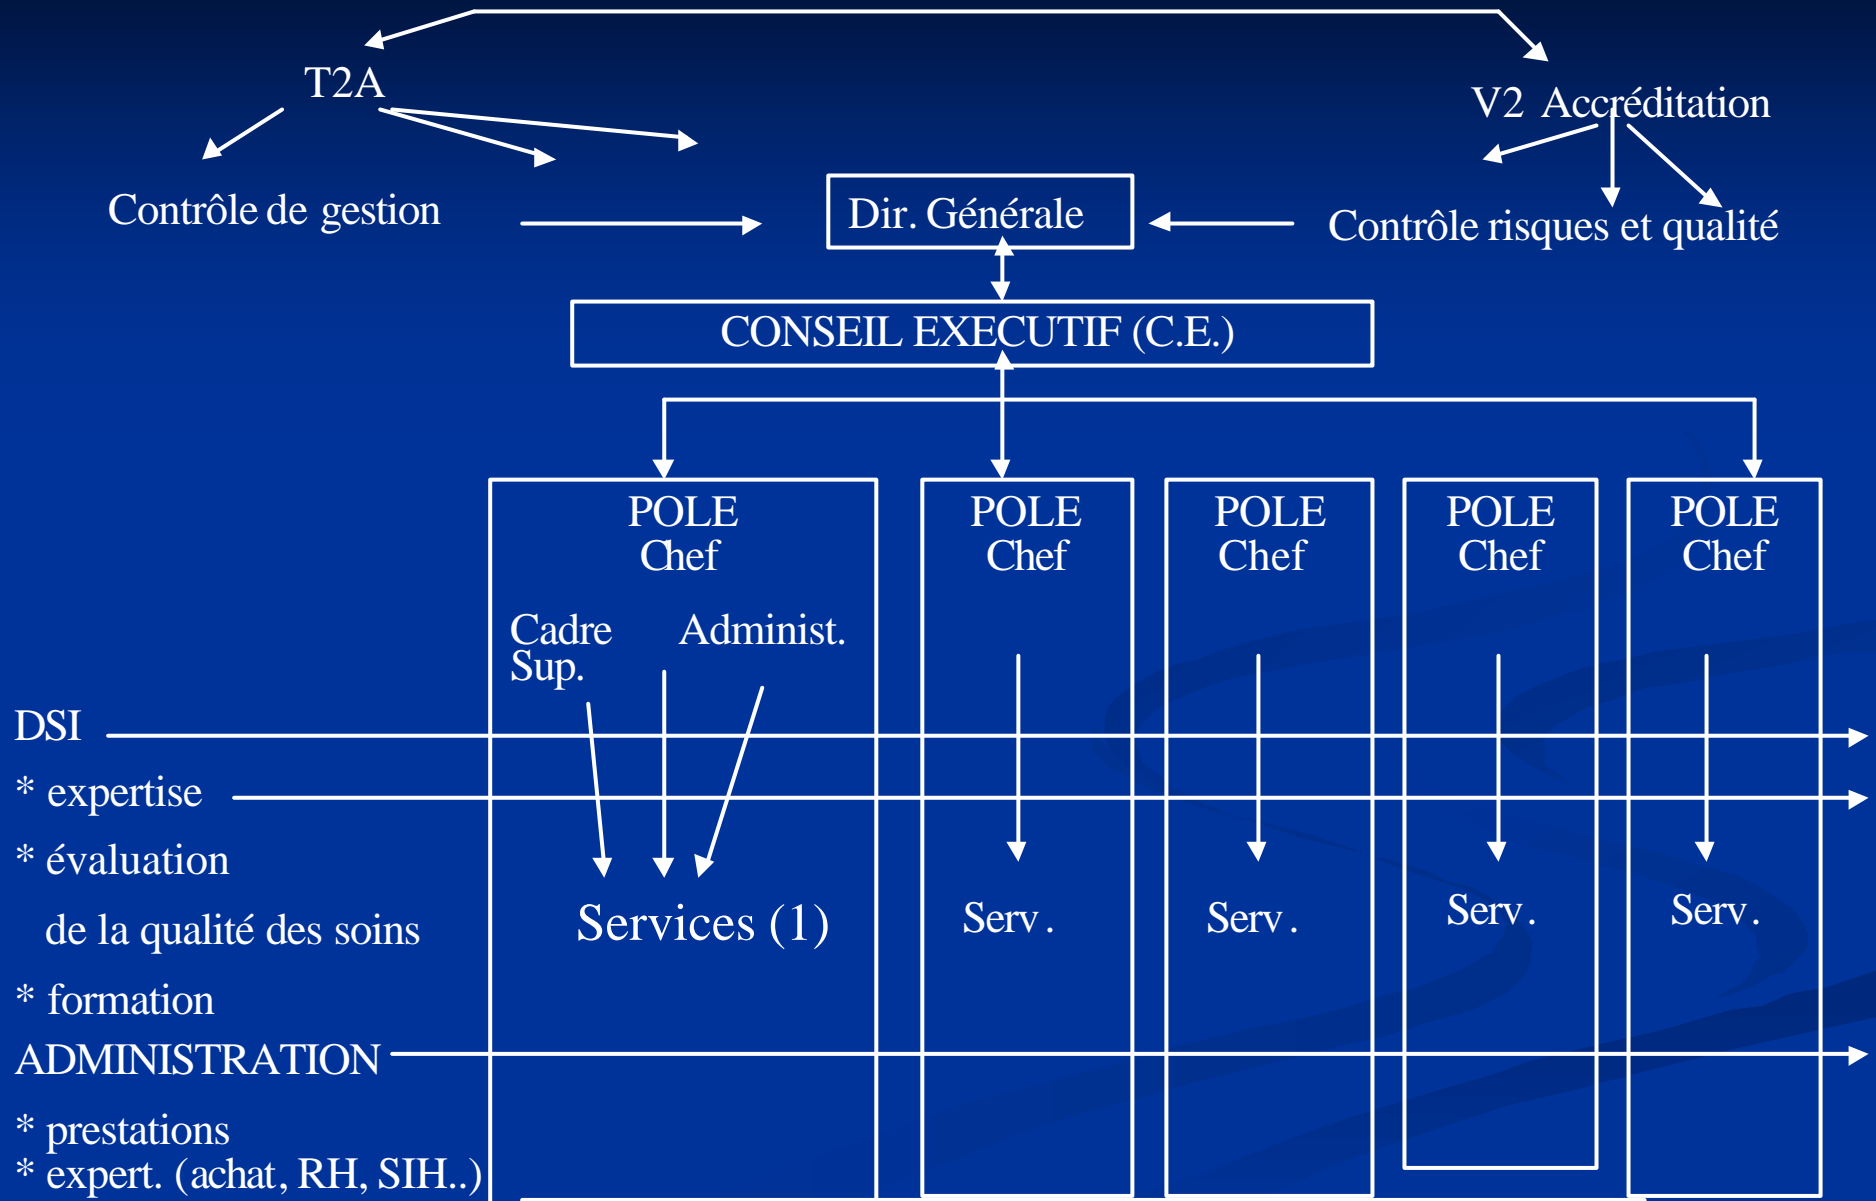 T2A
V2 Accréditation
Contrôle de gestion
Dir. Générale
Contrôle risques et qualité
CONSEIL EXECUTIF (C.E.)
POLE
Chef
Cadre
Sup.
Administ.
Services (1)
POLE
Chef
Serv.
POLE
Chef
Serv.
POLE
Chef
Serv.
POLE
Chef
Serv.
DSI
* expertise
* évaluation
de la qualité des soins
* formation
ADMINISTRATION
* prestations
* expert. (achat, RH, SIH..)